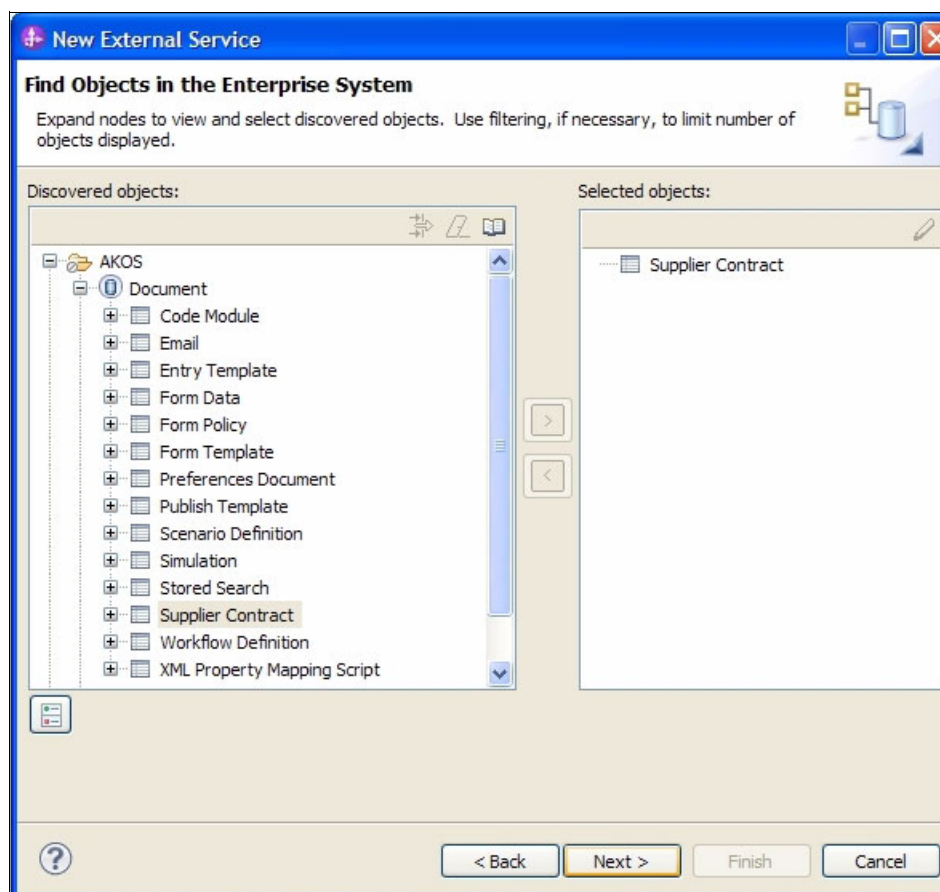 New External Service
Find Objects in the Enterprise System
Expand nodes to view and select discovered objects. Use filtering, if necessary, to limit number of
objects displayed.
Discovered objects:
Selected objects:
AKOS
Supplier Contract
Document
Code Module
Email
Entry Template
Form Data
Form Policy
Form Template
Preferences Document
Publish Template
Scenario Definition
Simulation
Stored Search
Supplier Contract
Workflow Definition
XML Property Mapping Script
< Back
Next >
Finish
Cancel